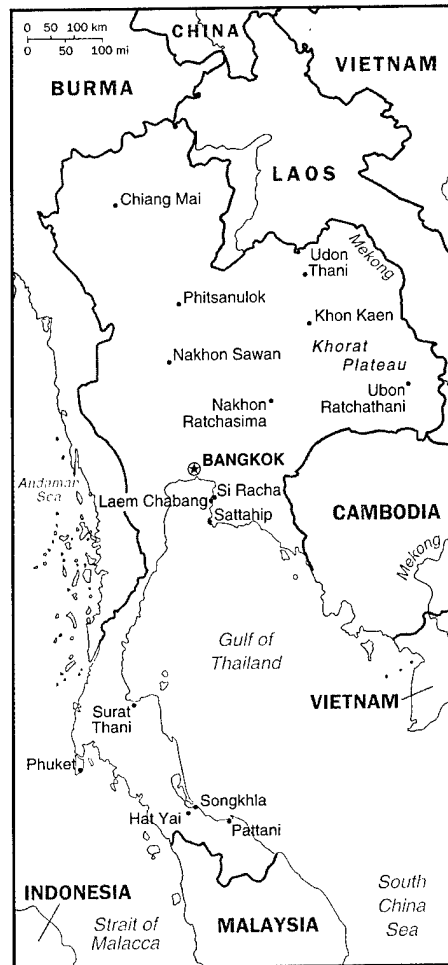 0 50 100 km
0 50 100 mi
CHINA
BURMA
VIETNAM
LAOS
Chiang Mai
Mekong
Udon
Thani
Phitsanulok
Khon Kaen
Nakhon Sawan
Khorat
Plateau
Nakhon
Ratchasima
Ubon
Ratchathani
BANGKOK
Andaman
Sea
Si Racha
Laem Chabang
Sattahip
CAMBODIA
Mekong
Gulf of
Thailand
VIETNAM
Surat
Thani
Phuket
Songkhla
Hat Yai
Pattani
INDONESIA
Strait of
Malacca
MALAYSIA
South
China
Sea